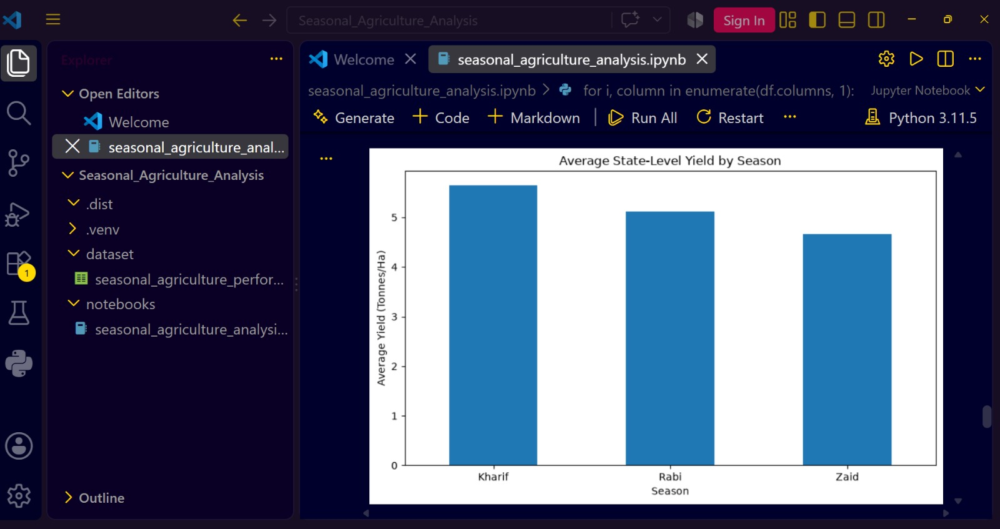 Seasonal_Agriculture_Analysis
Sign In
Explorer
Open Editors
Welcome
seasonal_agriculture_anal...
Seasonal_Agriculture_Analysis
.dist
.venv
dataset
seasonal_agriculture_perfor...
notebooks
seasonal_agriculture_analysi...
Outline
1
Welcome
seasonal_agriculture_analysis.ipynb
seasonal_agriculture_analysis.ipynb > for i, column in enumerate(df.columns, 1):
Jupyter Notebook
Generate + Code + Markdown | Run All Restart ... Python 3.11.5
Average State-Level Yield by Season
Average Yield (Tonnes/Ha)
5
4
3
2
1
0
Kharif Rabi Zaid
Season